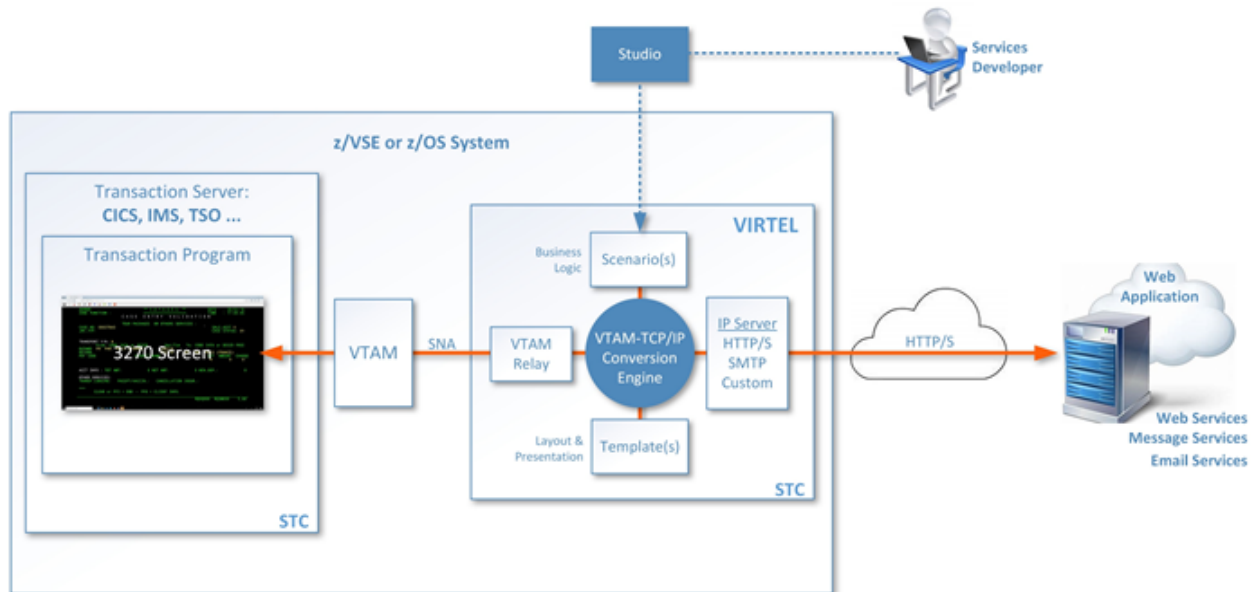 Studio
Services
Developer
z/VSE or z/OS System
Transaction Server:
CICS, IMS, TSO ...
Transaction Program
3270 Screen
STC
VTAM
SNA
VIRTEL
Business
Logic
Scenario(s)
VTAM
Relay
VTAM-TCP/IP
Conversion
Engine
IP Server
HTTP/S
SMTP
Custom
Layout &
Presentation
Template(s)
STC
HTTP/S
Web
Application
Web Services
Message Services
Email Services